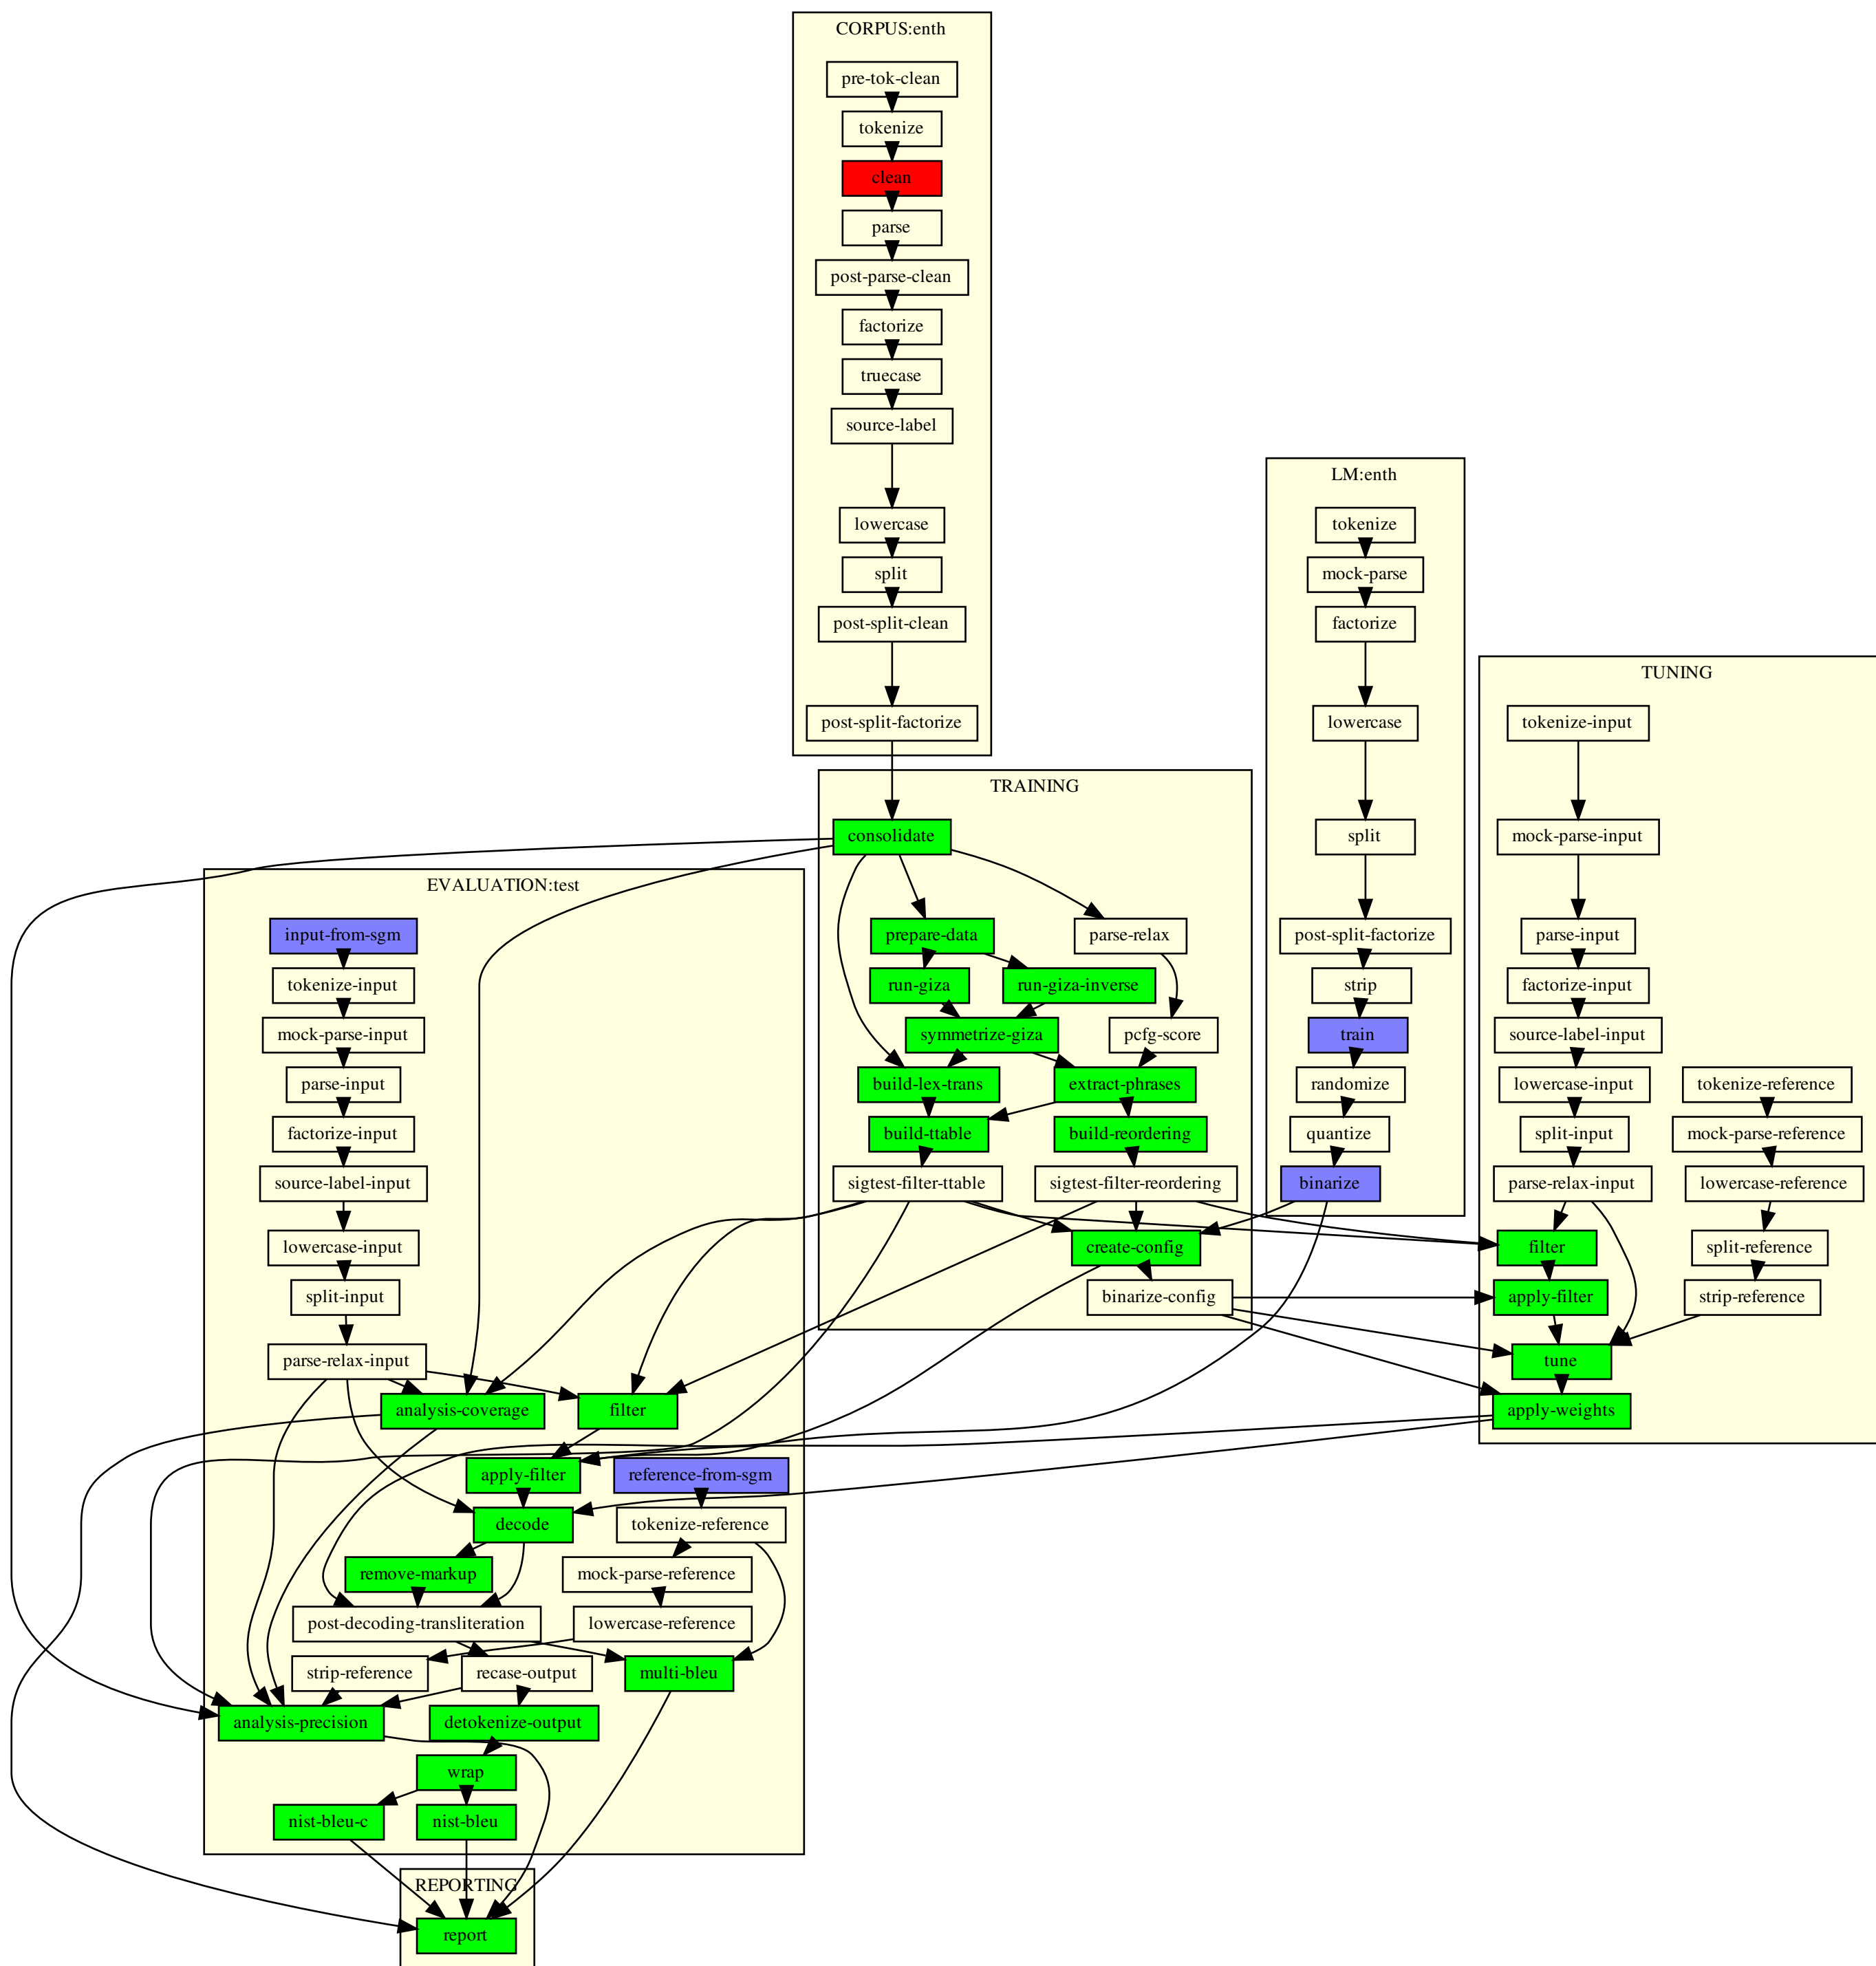 CORPUS:enth
pre-tok-clean
tokenize
clean
parse
post-parse-clean
factorize
truecase
source-label
lowercase
split
post-split-clean
post-split-factorize
LM:enth
tokenize
mock-parse
factorize
lowercase
split
post-split-factorize
strip
train
randomize
quantize
binarize
TUNING
tokenize-input
mock-parse-input
parse-input
factorize-input
source-label-input
lowercase-input
split-input
parse-relax-input
filter
apply-filter
tune
apply-weights
tokenize-reference
mock-parse-reference
lowercase-reference
split-reference
strip-reference
TRAINING
consolidate
prepare-data
parse-relax
run-giza
run-giza-inverse
symmetrize-giza
pcfg-score
build-lex-trans
extract-phrases
build-ttable
build-reordering
sigtest-filter-ttable
sigtest-filter-reordering
create-config
binarize-config
EVALUATION:test
input-from-sgm
tokenize-input
mock-parse-input
parse-input
factorize-input
source-label-input
lowercase-input
split-input
parse-relax-input
analysis-coverage
filter
apply-filter
reference-from-sgm
decode
tokenize-reference
remove-markup
mock-parse-reference
post-decoding-transliteration
lowercase-reference
strip-reference
recase-output
multi-bleu
analysis-precision
detokenize-output
wrap
nist-bleu-c
nist-bleu
REPORTING
report